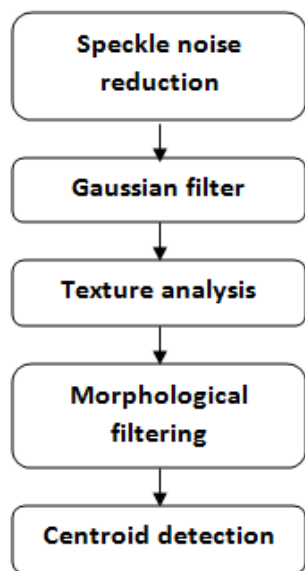 Speckle noise
reduction
Gaussian filter
Texture analysis
Morphological
filtering
Centroid detection